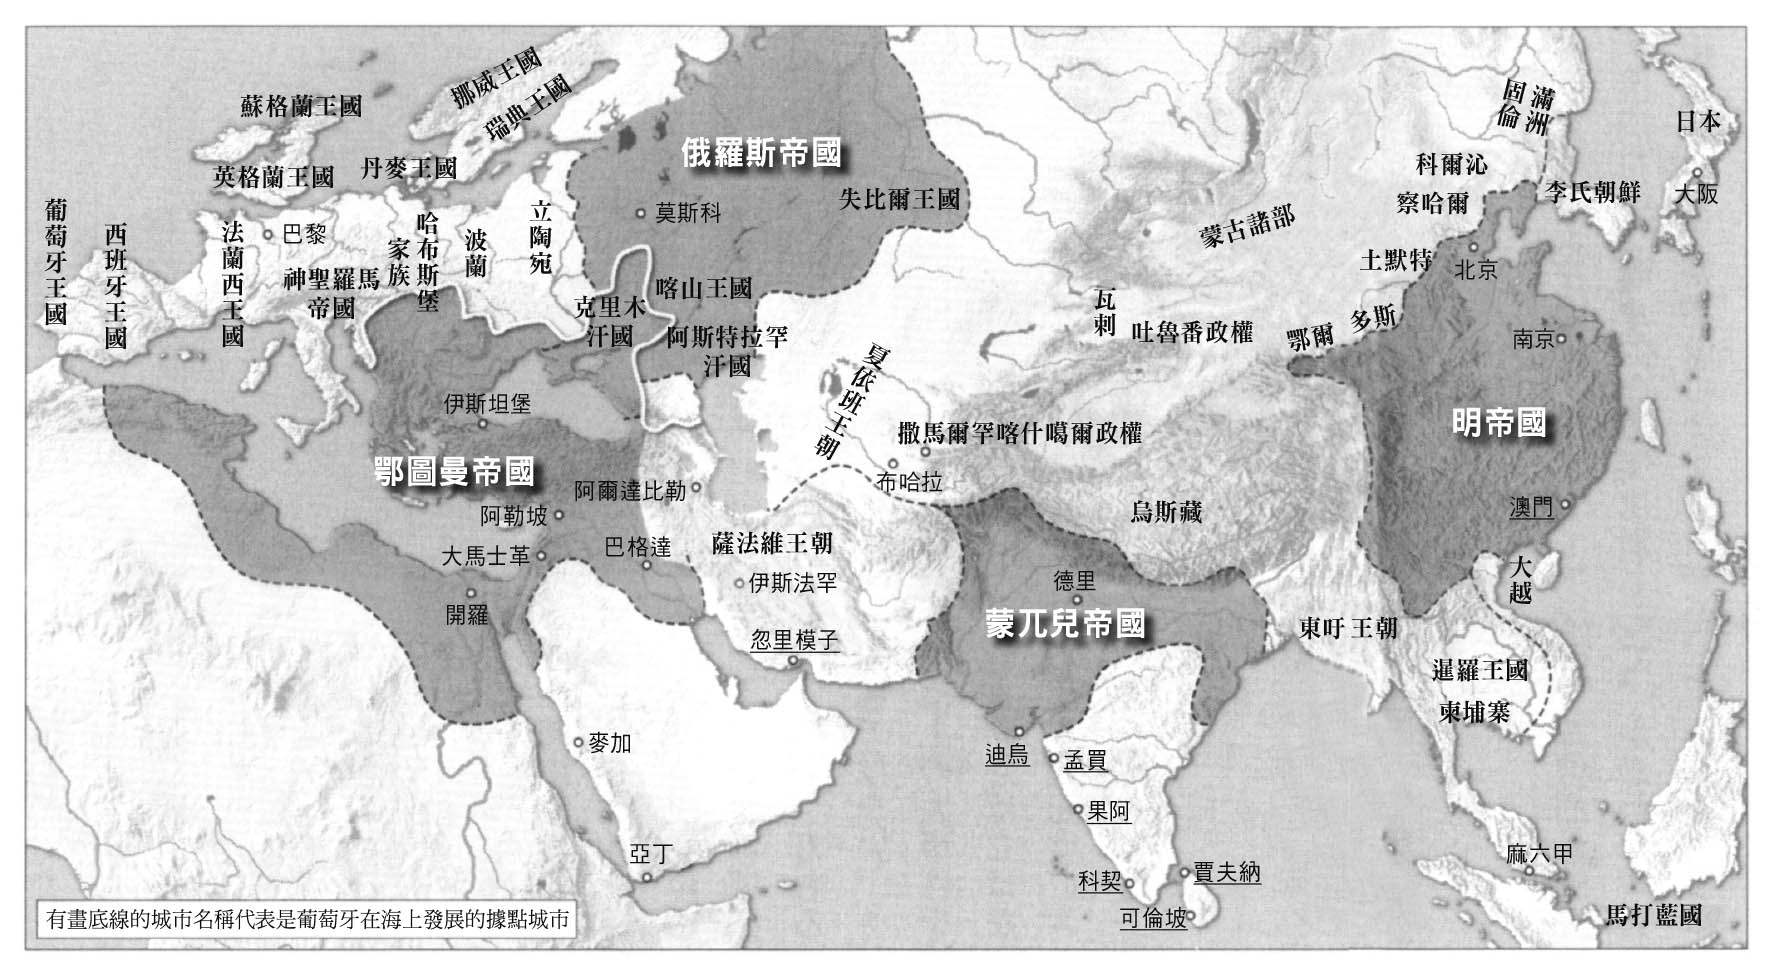 挪威王國
瑞典王國
蘇格蘭王國
英格蘭王國
丹麥王國
俄羅斯帝國
莫斯科
失比爾王國
固倫
滿洲
日本
科爾沁
察哈爾
李氏朝鮮
大阪
蒙古諸部
土默特
北京
葡萄牙王國
西班牙王國
法蘭西王國
巴黎
神聖羅馬
帝國
哈布斯堡
家族
波蘭
立陶宛
喀山王國
克里木
汗國
阿斯特拉罕
汗國
瓦剌
吐魯番政權
鄂爾多斯
南京
夏依班王朝
伊斯坦堡
撒馬爾罕喀什噶爾政權
布哈拉
明帝國
鄂圖曼帝國
阿爾達比勒
阿勒坡
大馬士革
巴格達
薩法維王朝
伊斯法罕
烏斯藏
澳門
大越
開羅
忽里模子
德里
蒙兀兒帝國
東吁王朝
暹羅王國
柬埔寨
麥加
迪烏
孟買
果阿
亞丁
科契
賈夫納
可倫坡
麻六甲
馬打藍國
有畫底線的城市名稱代表是葡萄牙在海上發展的據點城市